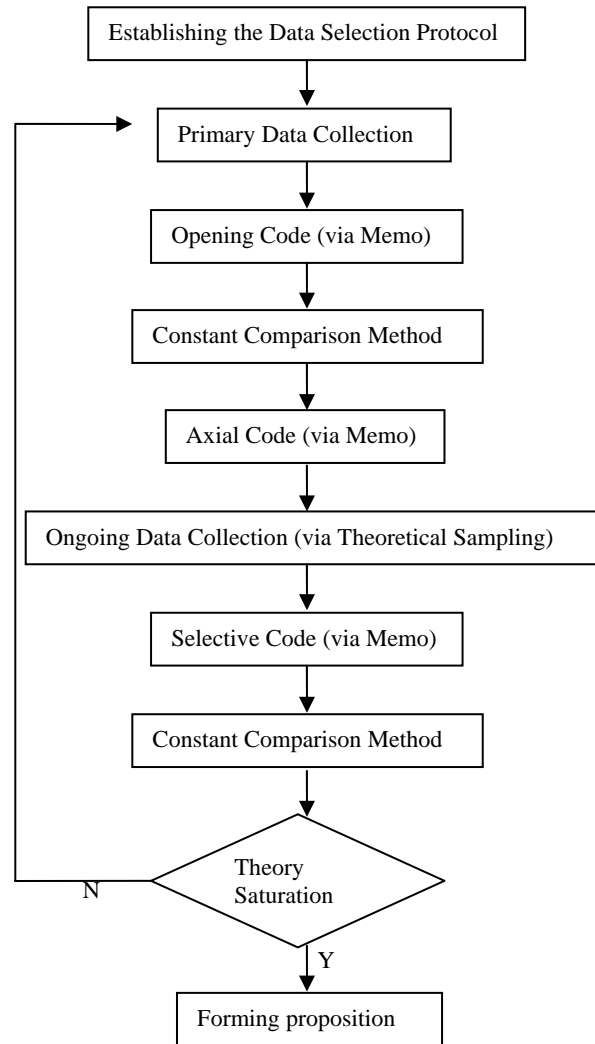 Establishing the Data Selection Protocol
Primary Data Collection
Opening Code (via Memo)
Constant Comparison Method
Axial Code (via Memo)
Ongoing Data Collection (via Theoretical Sampling)
Selective Code (via Memo)
Constant Comparison Method
Theory
Saturation
N
Y
Forming proposition